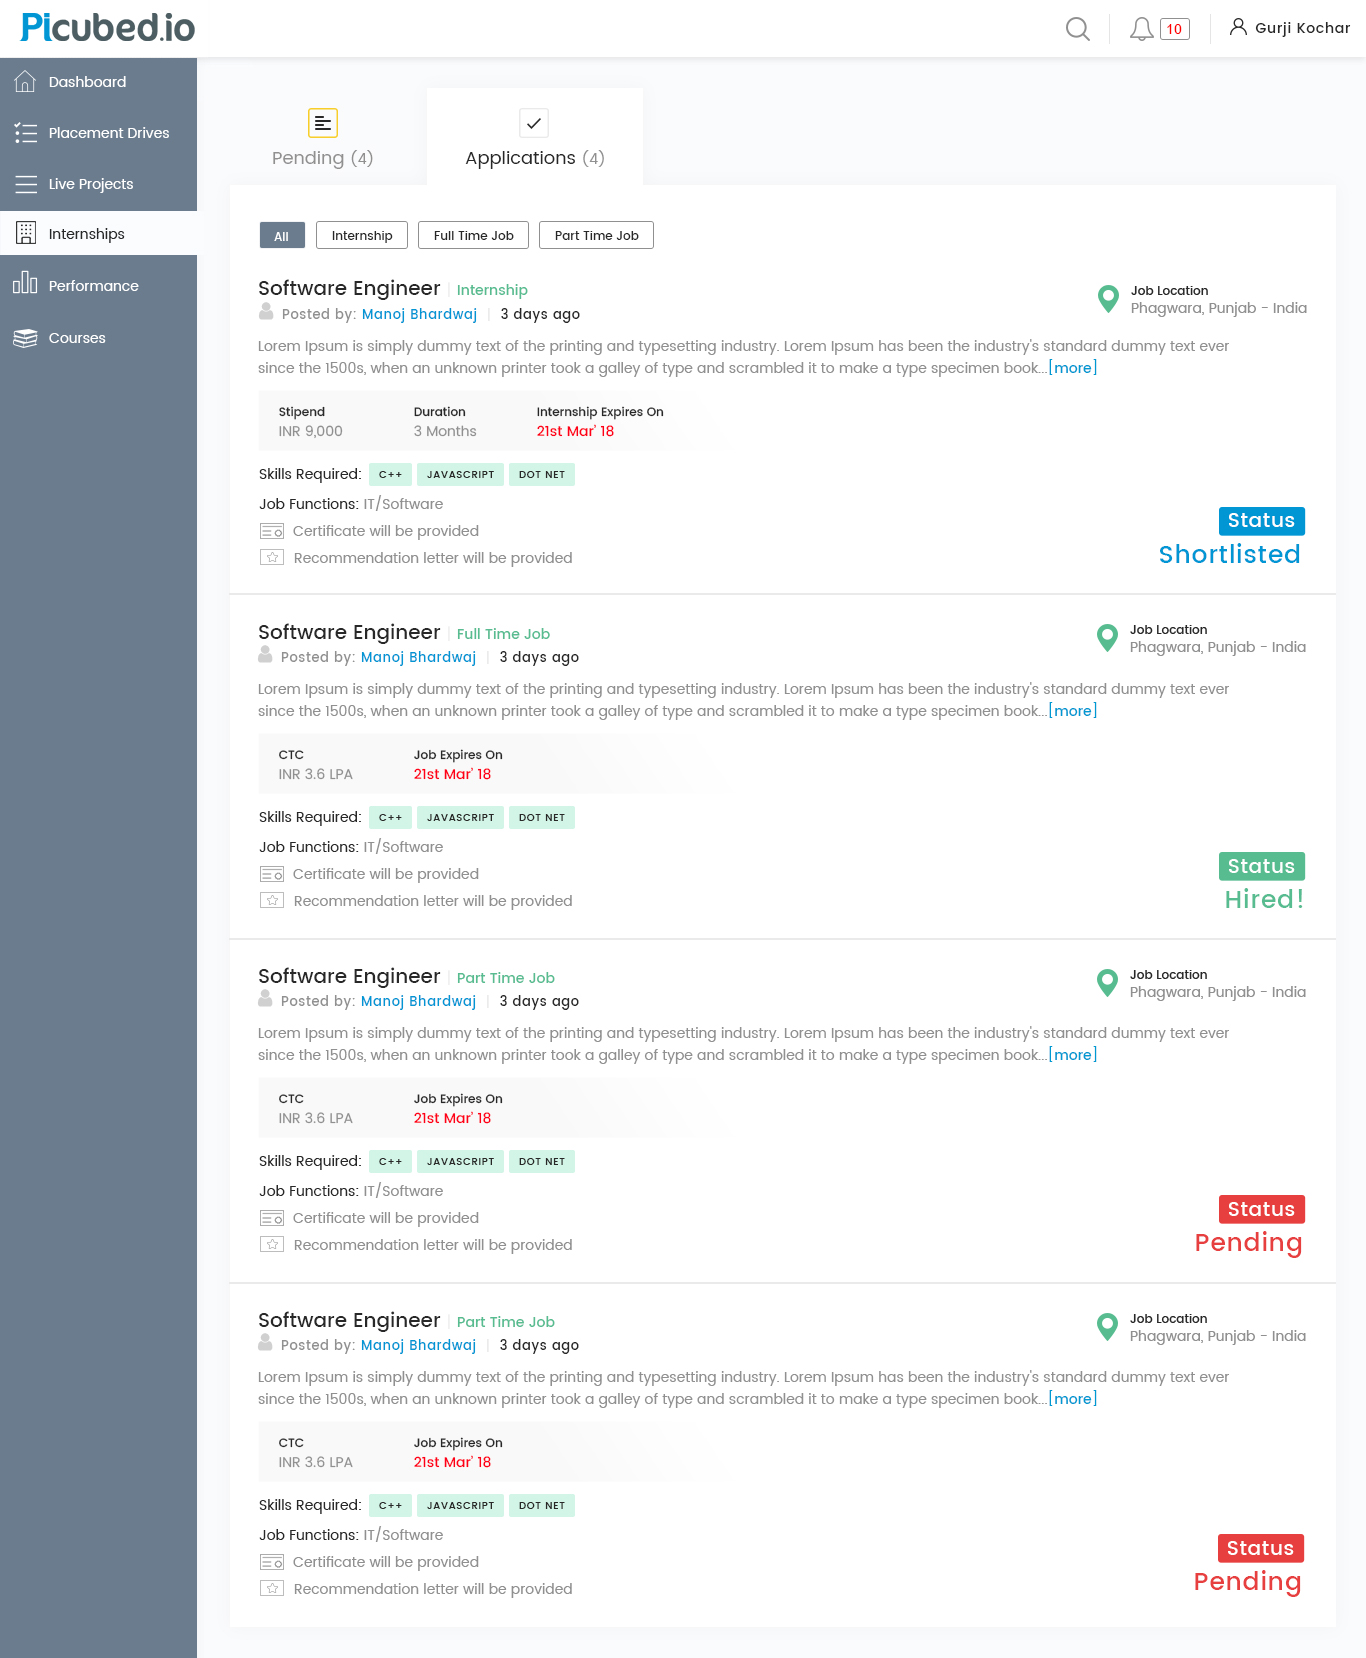 Picubed.io
10
Gurji Kochar
Dashboard
Placement Drives
Live Projects
Internships
Performance
Courses
Pending (4)
Applications (4)
All
Internship
Full Time Job
Part Time Job
Software Engineer
Internship
Posted by: Manoj Bhardwaj
3 days ago
Job Location
Phagwara, Punjab - India
Lorem Ipsum is simply dummy text of the printing and typesetting industry. Lorem Ipsum has been the industry's standard dummy text ever
since the 1500s, when an unknown printer took a galley of type and scrambled it to make a type specimen book...[more]
Stipend
Duration
Internship Expires On
INR 9,000
3 Months
21st Mar' 18
Skills Required: C++ JAVASCRIPT DOT NET
Job Functions: IT/Software
Certificate will be provided
Recommendation letter will be provided
Status
Shortlisted
Software Engineer
Full Time Job
Posted by: Manoj Bhardwaj
3 days ago
Job Location
Phagwara, Punjab - India
Lorem Ipsum is simply dummy text of the printing and typesetting industry. Lorem Ipsum has been the industry's standard dummy text ever
since the 1500s, when an unknown printer took a galley of type and scrambled it to make a type specimen book...[more]
CTC
Job Expires On
INR 3.6 LPA
21st Mar' 18
Skills Required: C++ JAVASCRIPT DOT NET
Job Functions: IT/Software
Certificate will be provided
Recommendation letter will be provided
Status
Hired!
Software Engineer
Part Time Job
Posted by: Manoj Bhardwaj
3 days ago
Job Location
Phagwara, Punjab - India
Lorem Ipsum is simply dummy text of the printing and typesetting industry. Lorem Ipsum has been the industry's standard dummy text ever
since the 1500s, when an unknown printer took a galley of type and scrambled it to make a type specimen book...[more]
CTC
Job Expires On
INR 3.6 LPA
21st Mar' 18
Skills Required: C++ JAVASCRIPT DOT NET
Job Functions: IT/Software
Certificate will be provided
Recommendation letter will be provided
Status
Pending
Software Engineer
Part Time Job
Posted by: Manoj Bhardwaj
3 days ago
Job Location
Phagwara, Punjab - India
Lorem Ipsum is simply dummy text of the printing and typesetting industry. Lorem Ipsum has been the industry's standard dummy text ever
since the 1500s, when an unknown printer took a galley of type and scrambled it to make a type specimen book...[more]
CTC
Job Expires On
INR 3.6 LPA
21st Mar' 18
Skills Required: C++ JAVASCRIPT DOT NET
Job Functions: IT/Software
Certificate will be provided
Recommendation letter will be provided
Status
Pending